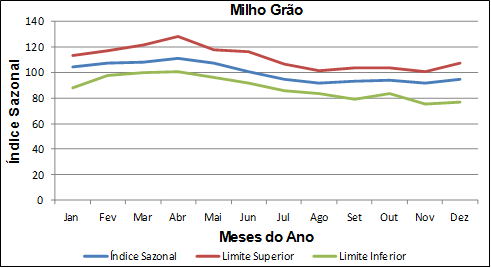 Milho Grão
140
120
100
80
60
40
20
0
Índice Sazonal
Jan Fev Mar Abr Mai Jun Jul Ago Set Out Nov Dez
Meses do Ano
Índice Sazonal Limite Superior Limite Inferior